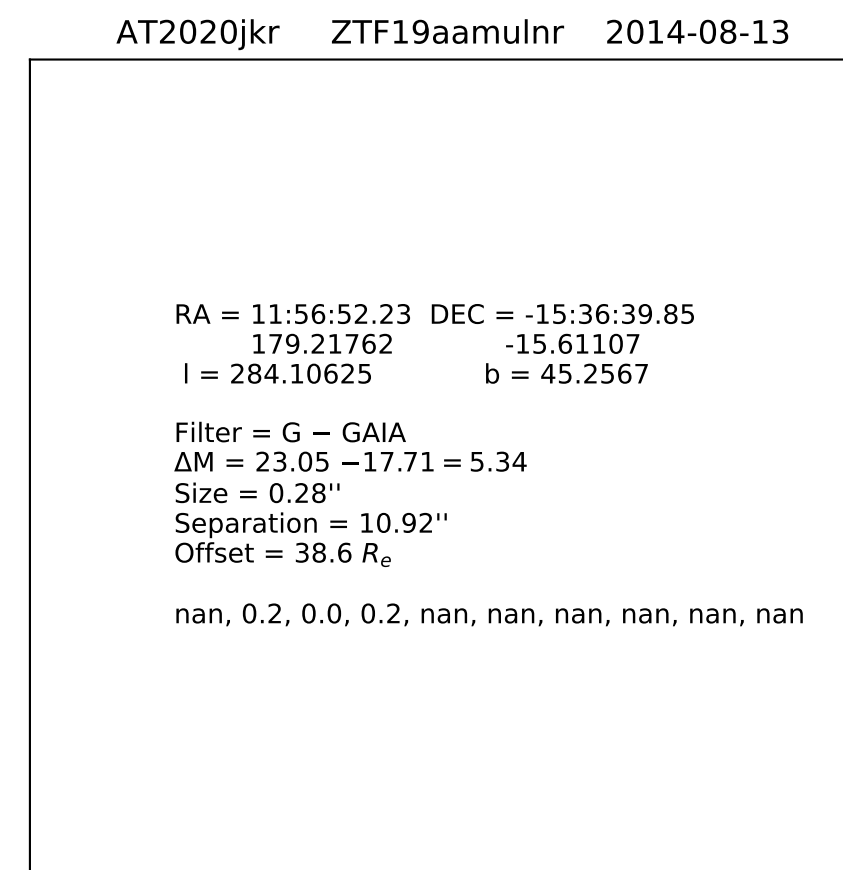 AT2020jkr ZTF19aamulnr 2014-08-13
RA = 11:56:52.23 DEC = -15:36:39.85
179.21762 -15.61107
l = 284.10625 b = 45.2567
Filter = G − GAIA
ΔM = 23.05 −17.71 = 5.34
Size = 0.28''
Separation = 10.92''
Offset = 38.6 Re
nan, 0.2, 0.0, 0.2, nan, nan, nan, nan, nan, nan